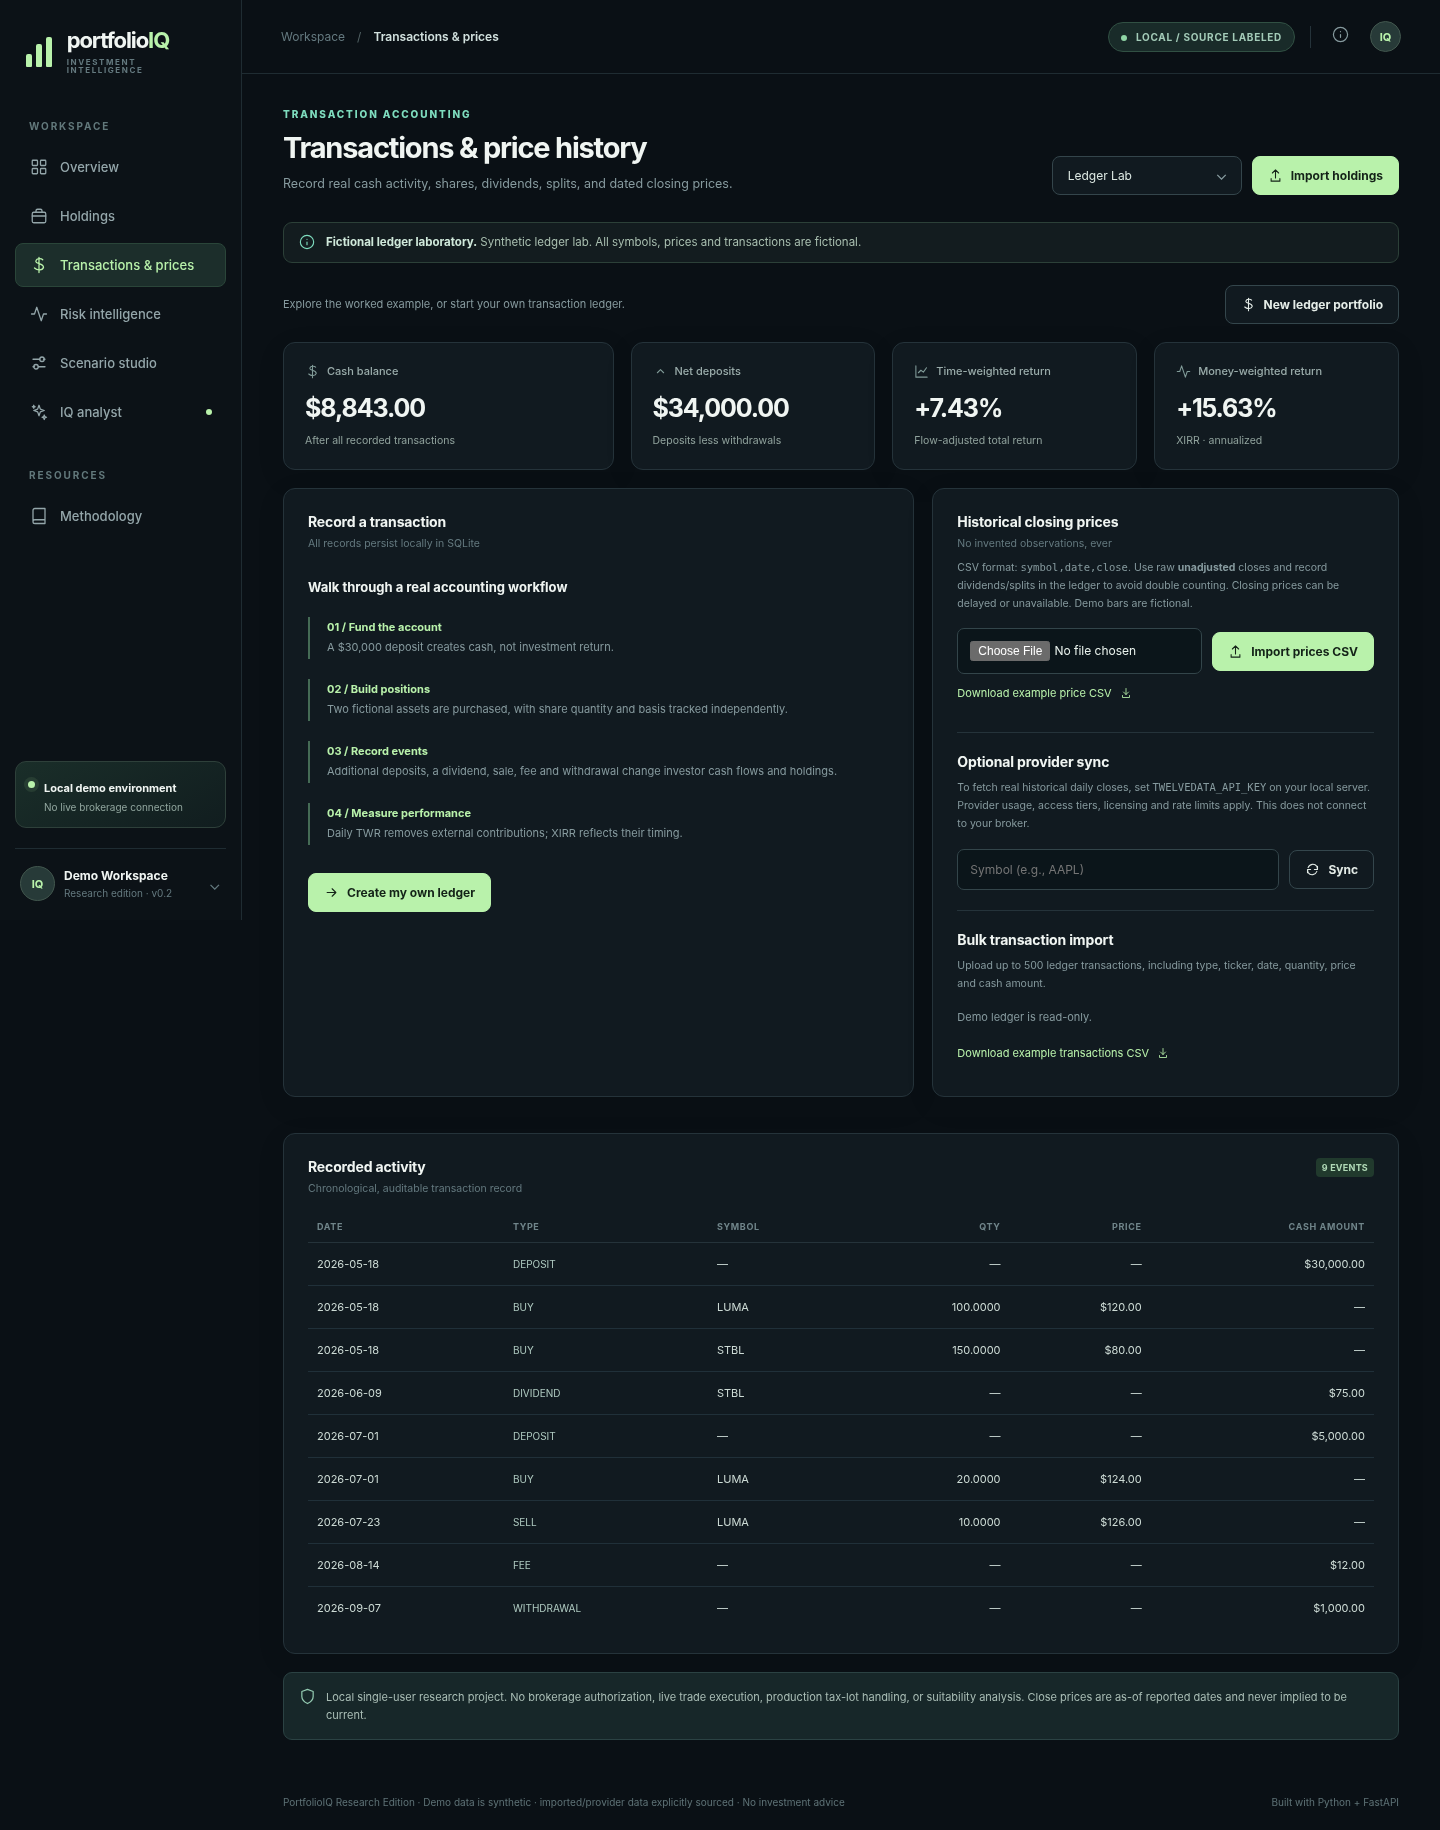 portfolioIQ
INVESTMENT
INTELLIGENCE
WORKSPACE
Overview
Holdings
Transactions & prices
Risk intelligence
Scenario studio
IQ analyst
RESOURCES
Methodology
Local demo environment
No live brokerage connection
IQ
Demo Workspace
Research edition · v0.2
Workspace / Transactions & prices
LOCAL / SOURCE LABELED
IQ
TRANSACTION ACCOUNTING
Transactions & price history
Record real cash activity, shares, dividends, splits, and dated closing prices.
Ledger Lab
Import holdings
Fictional ledger laboratory. Synthetic ledger lab. All symbols, prices and transactions are fictional.
Explore the worked example, or start your own transaction ledger.
New ledger portfolio
Cash balance
$8,843.00
After all recorded transactions
Net deposits
$34,000.00
Deposits less withdrawals
Time-weighted return
+7.43%
Flow-adjusted total return
Money-weighted return
+15.63%
XIRR · annualized
Record a transaction
All records persist locally in SQLite
Walk through a real accounting workflow
01 / Fund the account
A $30,000 deposit creates cash, not investment return.
02 / Build positions
Two fictional assets are purchased, with share quantity and basis tracked independently.
03 / Record events
Additional deposits, a dividend, sale, fee and withdrawal change investor cash flows and holdings.
04 / Measure performance
Daily TWR removes external contributions; XIRR reflects their timing.
Create my own ledger
Historical closing prices
No invented observations, ever
CSV format: symbol,date,close. Use raw unadjusted closes and record
dividends/splits in the ledger to avoid double counting. Closing prices can be
delayed or unavailable. Demo bars are fictional.
Choose File No file chosen
Import prices CSV
Download example price CSV
Optional provider sync
To fetch real historical daily closes, set TWELVEDATA_API_KEY on your local server.
Provider usage, access tiers, licensing and rate limits apply. This does not connect
to your broker.
Symbol (e.g., AAPL)
Sync
Bulk transaction import
Upload up to 500 ledger transactions, including type, ticker, date, quantity, price
and cash amount.
Demo ledger is read-only.
Download example transactions CSV
Recorded activity
9 EVENTS
Chronological, auditable transaction record
DATE TYPE SYMBOL QTY PRICE CASH AMOUNT
2026-05-18 DEPOSIT — — — $30,000.00
2026-05-18 BUY LUMA 100.0000 $120.00 —
2026-05-18 BUY STBL 150.0000 $80.00 —
2026-06-09 DIVIDEND STBL — — $75.00
2026-07-01 DEPOSIT — — — $5,000.00
2026-07-01 BUY LUMA 20.0000 $124.00 —
2026-07-23 SELL LUMA 10.0000 $126.00 —
2026-08-14 FEE — — — $12.00
2026-09-07 WITHDRAWAL — — — $1,000.00
Local single-user research project. No brokerage authorization, live trade execution, production tax-lot handling, or suitability analysis. Close prices are as-of reported dates and never implied to be
current.
PortfolioIQ Research Edition · Demo data is synthetic · imported/provider data explicitly sourced · No investment advice
Built with Python + FastAPI